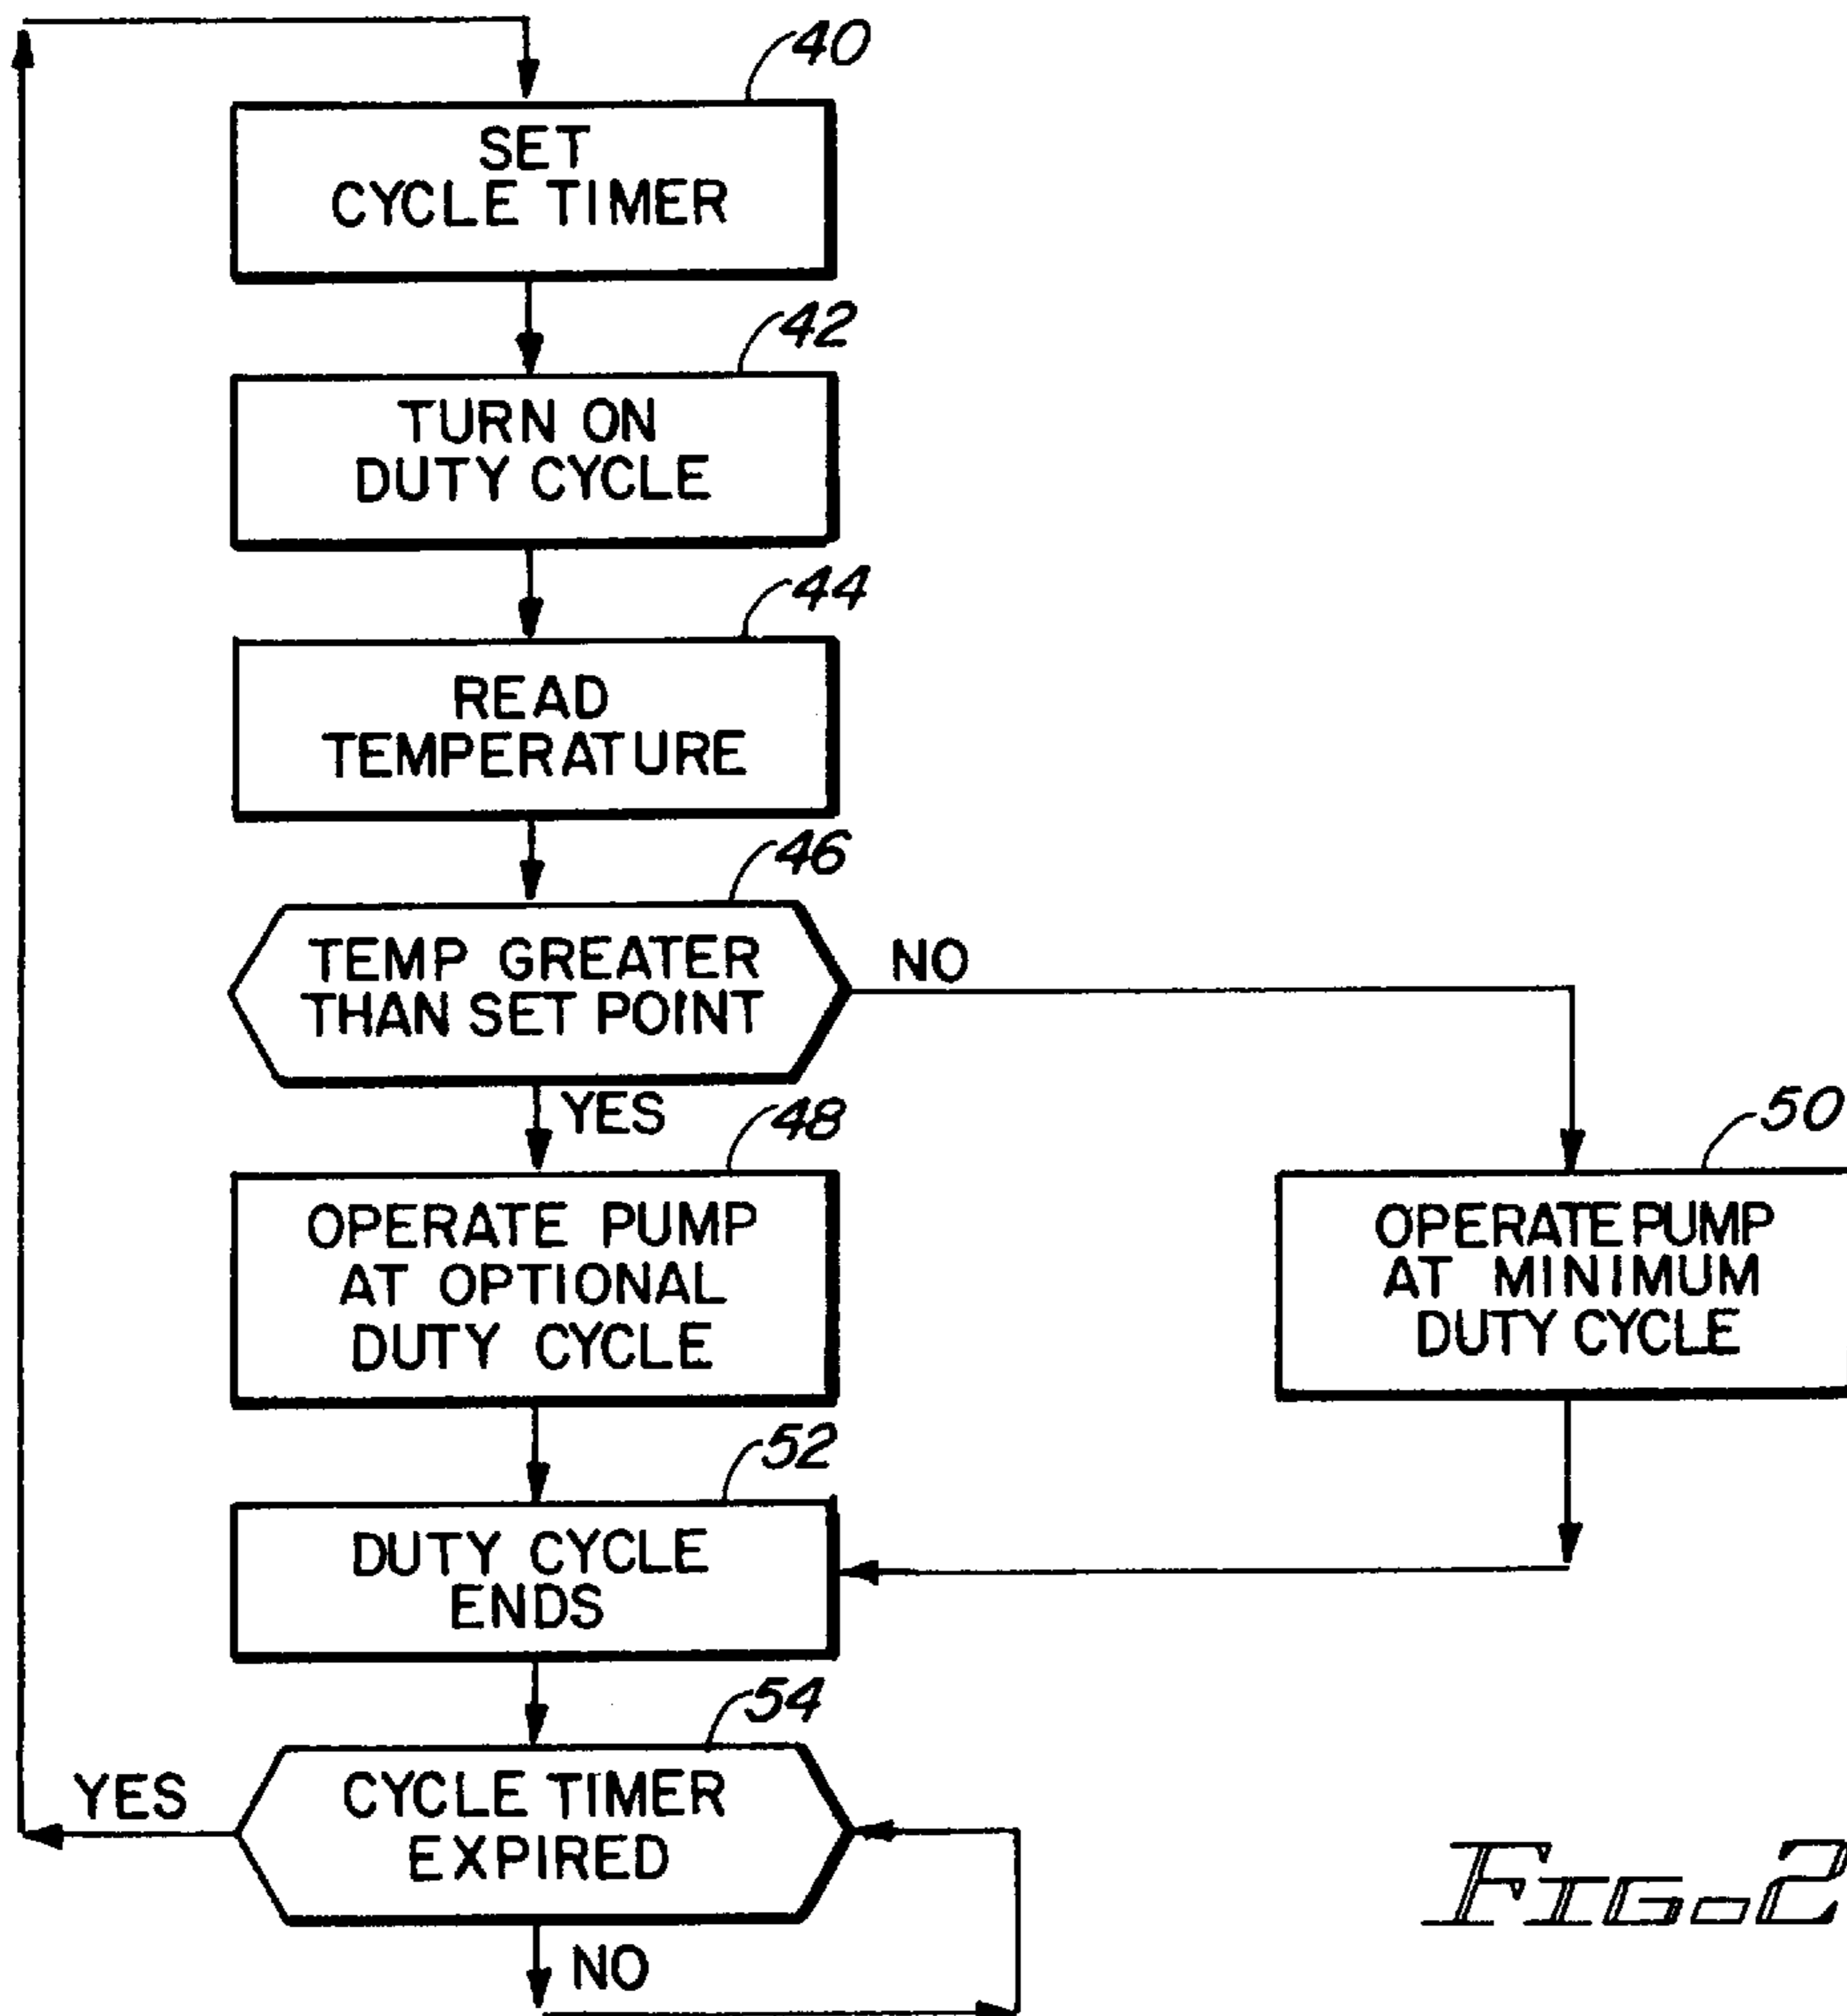 40
SET
CYCLE TIMER
42
TURN ON
DUTY CYCLE
44
READ
TEMPERATURE
46
TEMP GREATER
THAN SET POINT
NO
YES
48
OPERATE PUMP
AT OPTIONAL
DUTY CYCLE
50
OPERATE PUMP
AT MINIMUM
DUTY CYCLE
52
DUTY CYCLE
ENDS
54
CYCLE TIMER
EXPIRED
YES
NO
FIG. 2